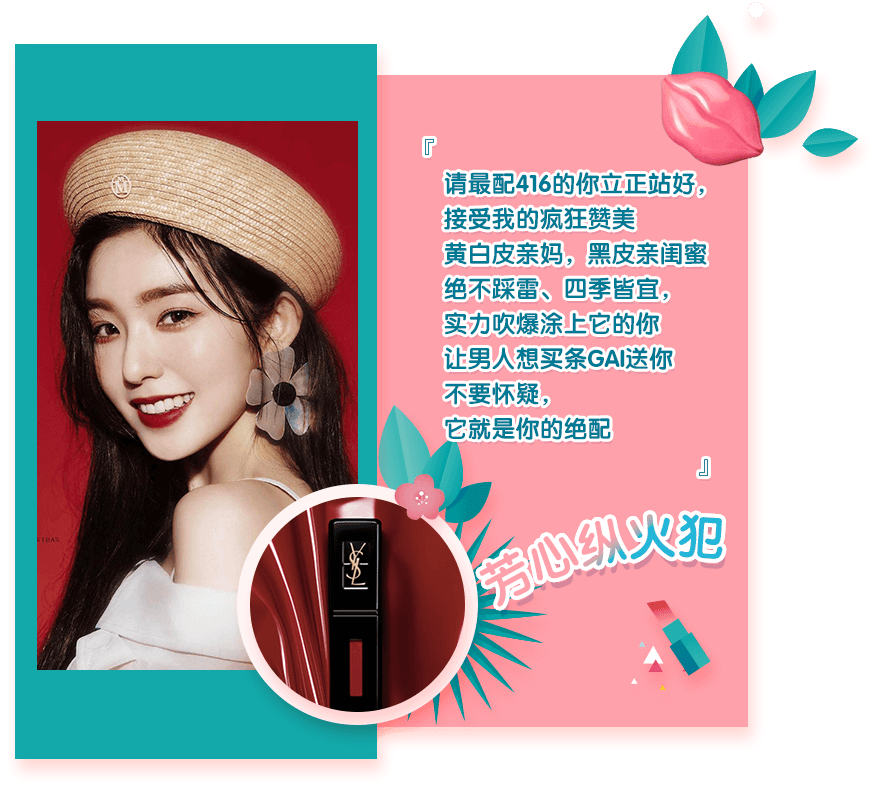 『
请最配416的你立正站好，
接受我的疯狂赞美
黄白皮亲妈，黑皮亲闺蜜
绝不踩雷、四季皆宜，
实力吹爆涂上它的你
让男人想买条GAI送你
不要怀疑，
它就是你的绝配
』
芳心纵火犯
M
YSL